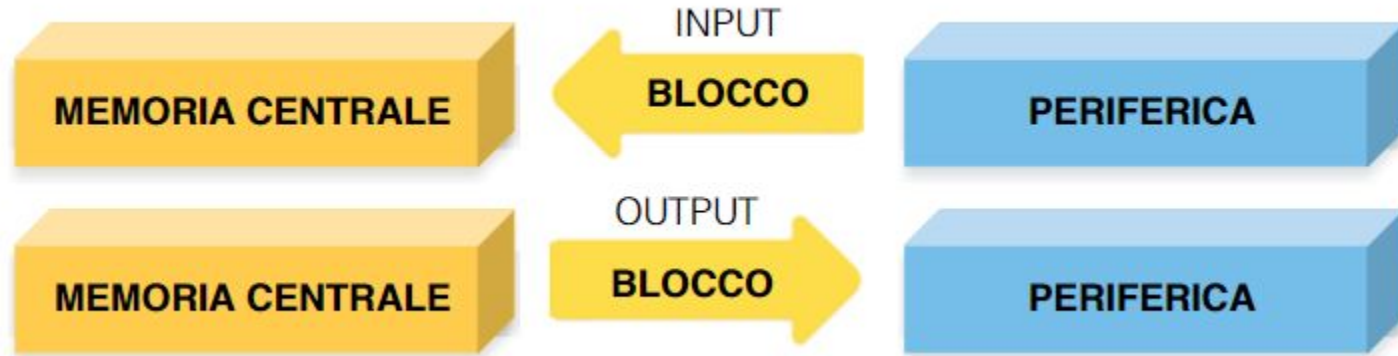 INPUT
MEMORIA CENTRALE BLOCCO PERIFERICA
OUTPUT
MEMORIA CENTRALE BLOCCO PERIFERICA